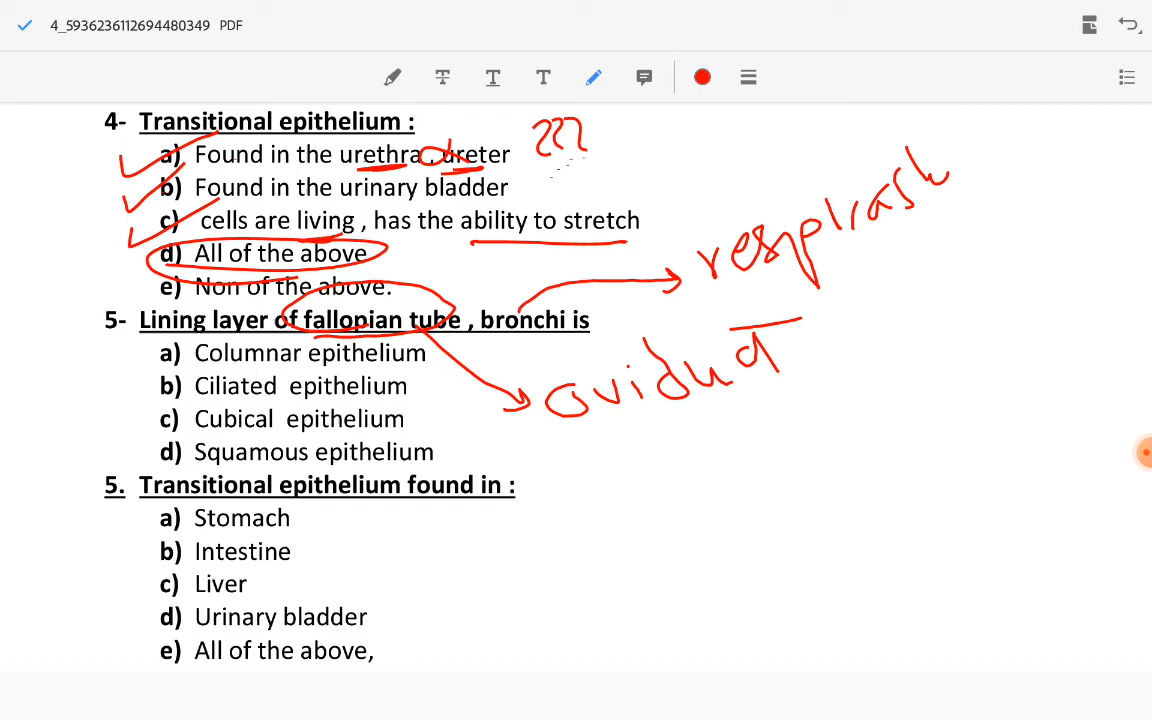 4_5936236112694480349 PDF
4- Transitional epithelium :
a) Found in the urethra , ureter ???
b) Found in the urinary bladder
c) cells are living , has the ability to stretch
d) All of the above
e) Non of the above.
5- Lining layer of fallopian tube , bronchi is
a) Columnar epithelium
b) Ciliated epithelium
c) Cubical epithelium
d) Squamous epithelium
5. Transitional epithelium found in :
a) Stomach
b) Intestine
c) Liver
d) Urinary bladder
e) All of the above,